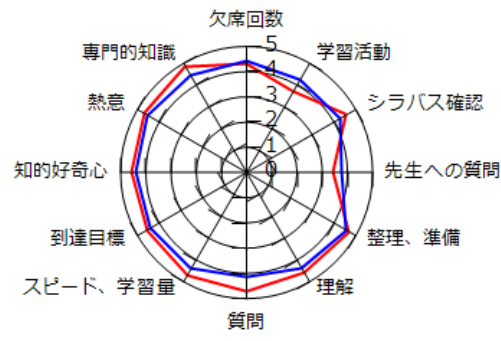 欠席回数
5
専門的知識
学習活動
4
熱意
3
シラバス確認
2
1
知的好奇心
0
先生への質問
到達目標
整理、準備
スピード、学習量
理解
質問